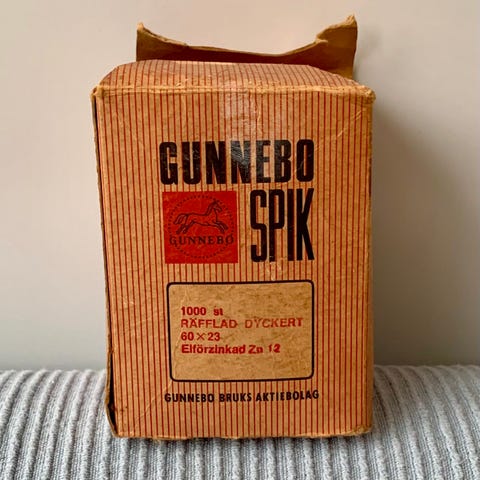 GUNNEBO
SPIK
GUNNEBO
1000 st
RÄFFLAD DYCKERT
60 × 23
Elförzinkad Zn 12
GUNNEBO BRUKS AKTIEBOLAG